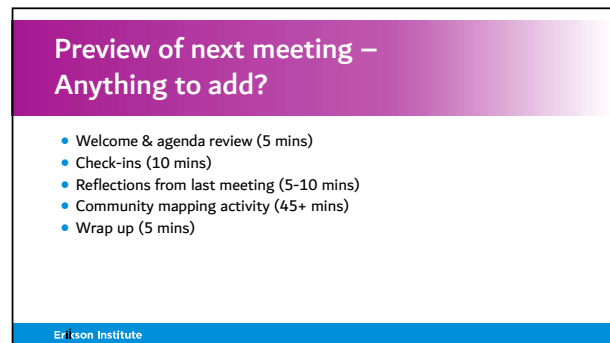 Preview of next meeting –
Anything to add?
• Welcome & agenda review (5 mins)
• Check-ins (10 mins)
• Reflections from last meeting (5-10 mins)
• Community mapping activity (45+ mins)
• Wrap up (5 mins)
Erikson Institute